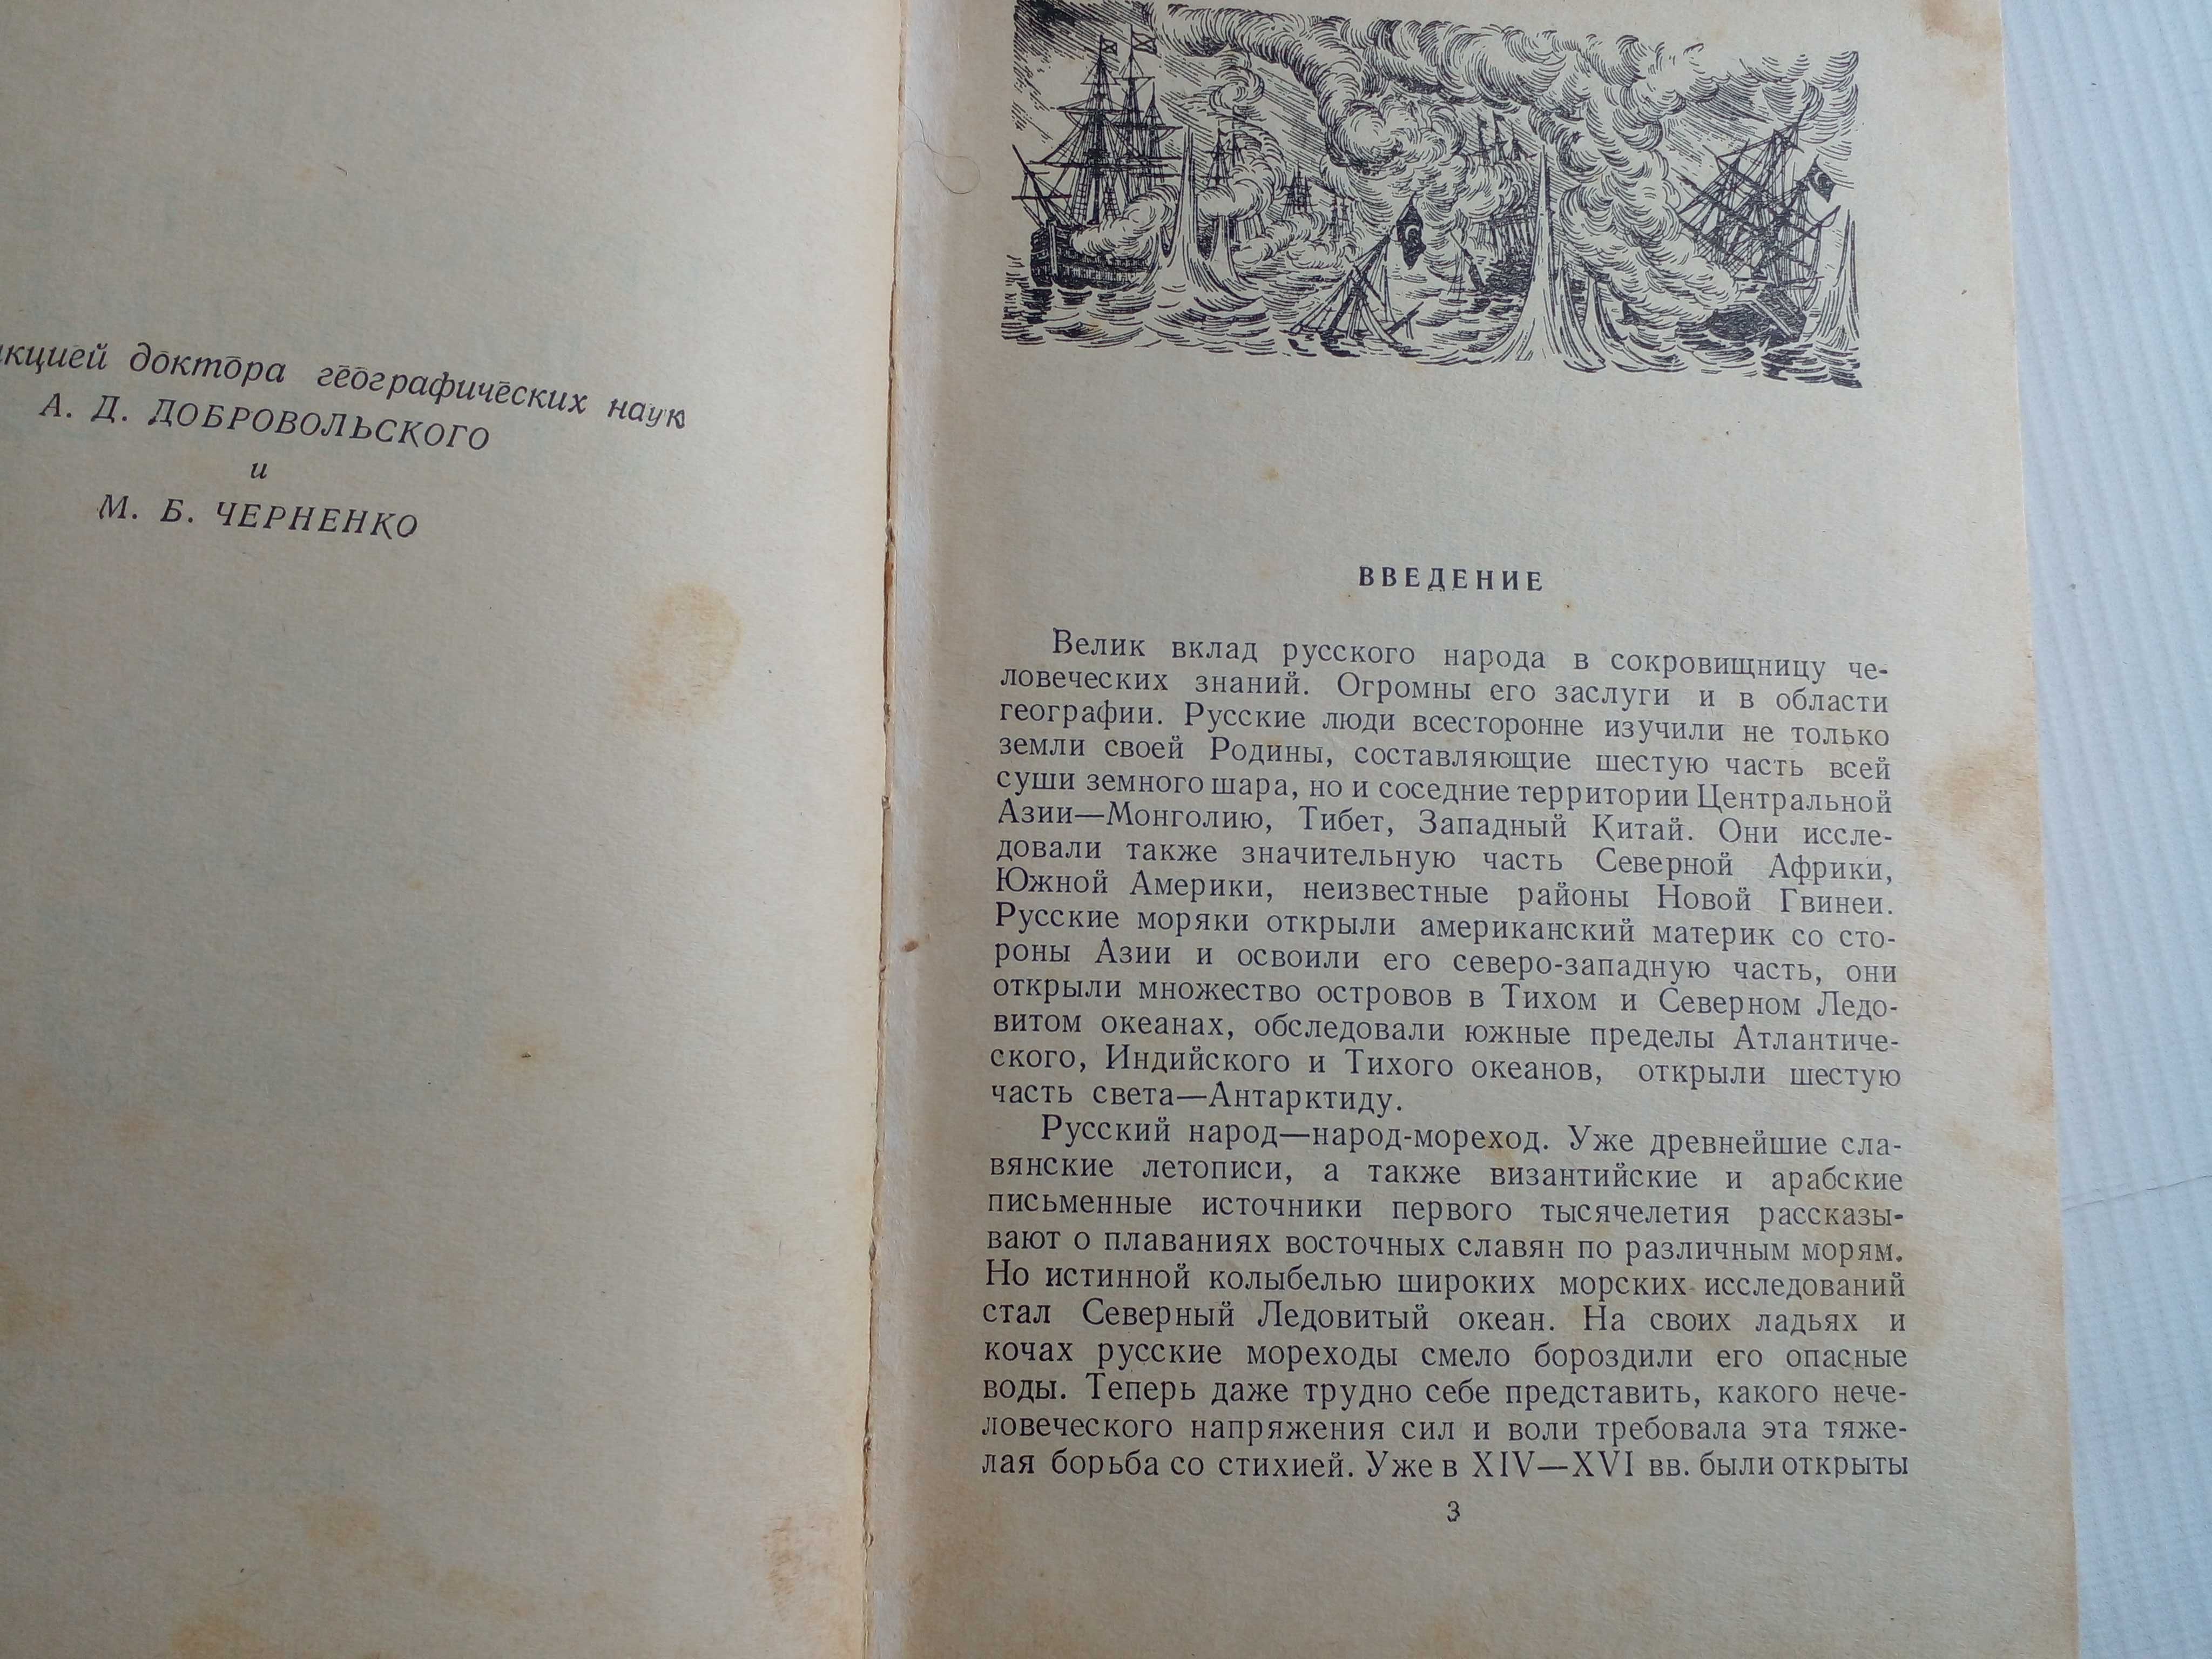 доктора географических наук
А. Д. ДОБРОВОЛЬСКОГО
и
М. Б. ЧЕРНЕНКО
ВВЕДЕНИЕ
Велик вклад русского народа в сокровищницу че-
ловеческих знаний. Огромны его заслуги и в области
географии. Русские люди всесторонне изучили не только
земли своей Родины, составляющие шестую часть всей
суши земного шара, но и соседние территории Центральной
Азии—Монголию, Тибет, Западный Китай. Они иссле-
довали также значительную часть Северной Африки,
Южной Америки, неизвестные районы Новой Гвинеи.
Русские моряки открыли американский материк со сто-
роны Азии и освоили его северо-западную часть, они
открыли множество островов в Тихом и Северном Ледо-
витом океанах, обследовали южные пределы Атлантиче-
ского, Индийского и Тихого океанов, открыли шестую
часть света—Антарктиду.
Русский народ—народ-мореход. Уже древнейшие сла-
вянские летописи, а также византийские и арабские
письменные источники первого тысячелетия рассказы-
вают о плаваниях восточных славян по различным морям.
Но истинной колыбелью широких морских исследований
стал Северный Ледовитый океан. На своих ладьях и
кочах русские мореходы смело бороздили его опасные
воды. Теперь даже трудно себе представить, какого нече-
ловеческого напряжения сил и воли требовала эта тяже-
лая борьба со стихией. Уже в XIV—XVI вв. были открыты
3